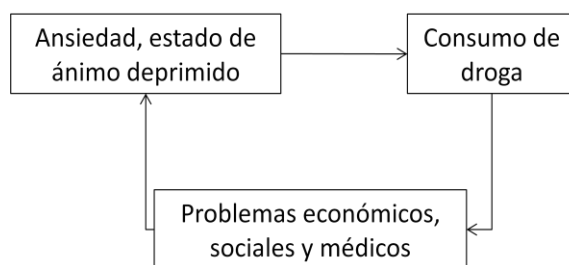 Ansiedad, estado de
ánimo deprimido
Consumo de
droga
Problemas económicos,
sociales y médicos